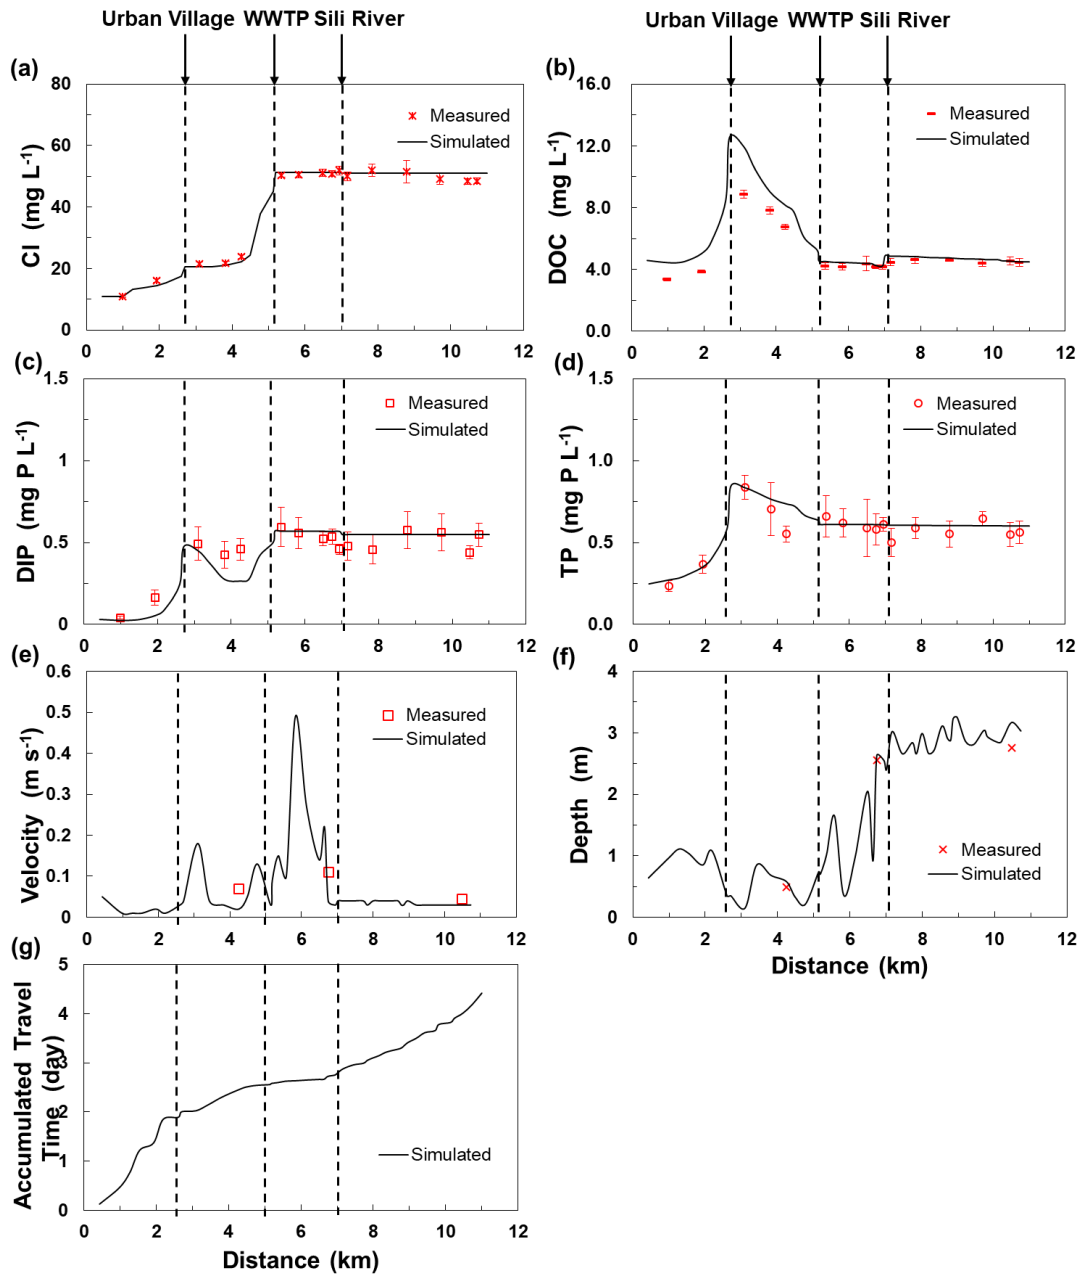 Urban Village WWTP Sili River
Urban Village WWTP Sili River
(a)
80
60
40
20
0
Cl (mg L-1)
Measured
Simulated
0 2 4 6 8 10 12
(b)
16.0
12.0
8.0
4.0
0.0
DOC (mg L-1)
Measured
Simulated
0 2 4 6 8 10 12
(c)
1.5
1
0.5
0
DIP (mg P L-1)
Measured
Simulated
0 2 4 6 8 10 12
(d)
1.5
1.0
0.5
0.0
TP (mg P L-1)
Measured
Simulated
0 2 4 6 8 10 12
(e)
0.6
0.5
0.4
0.3
0.2
0.1
0
Velocity (m s-1)
Measured
Simulated
0 2 4 6 8 10 12
(f)
4
3
2
1
0
Depth (m)
Measured
Simulated
0 2 4 6 8 10 12
Distance (km)
(g)
5
4
3
2
1
0
Accumulated Travel
Time (day)
Simulated
0 2 4 6 8 10 12
Distance (km)